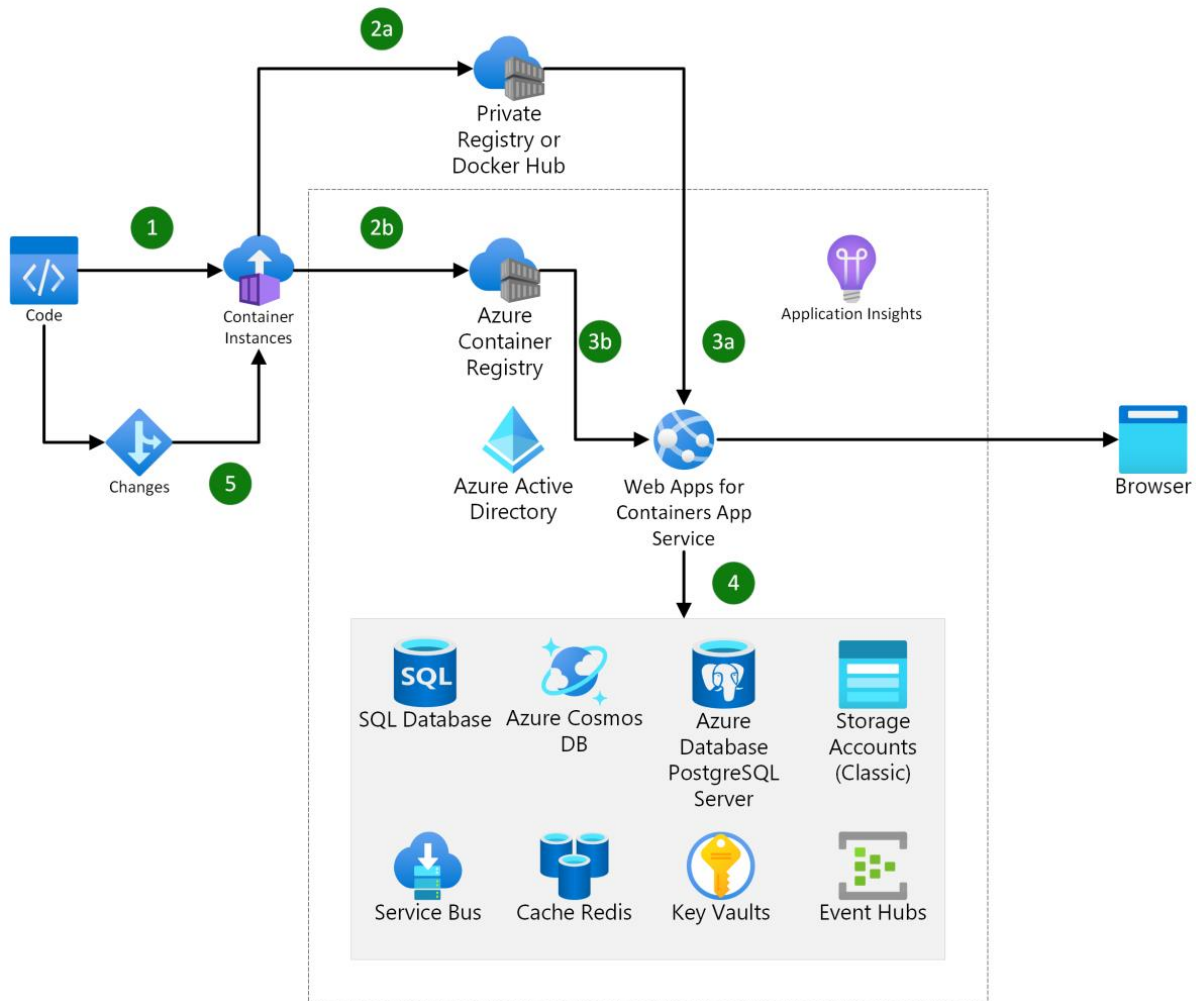 2a
Private
Registry or
Docker Hub
1
2b
Code
Container
Instances
Azure
Container
Registry
3b
3a
Application Insights
Changes
5
Azure Active
Directory
Web Apps for
Containers App
Service
Browser
4
SQL
SQL Database
Azure Cosmos
DB
Azure
Database
PostgreSQL
Server
Storage
Accounts
(Classic)
Service Bus
Cache Redis
Key Vaults
Event Hubs